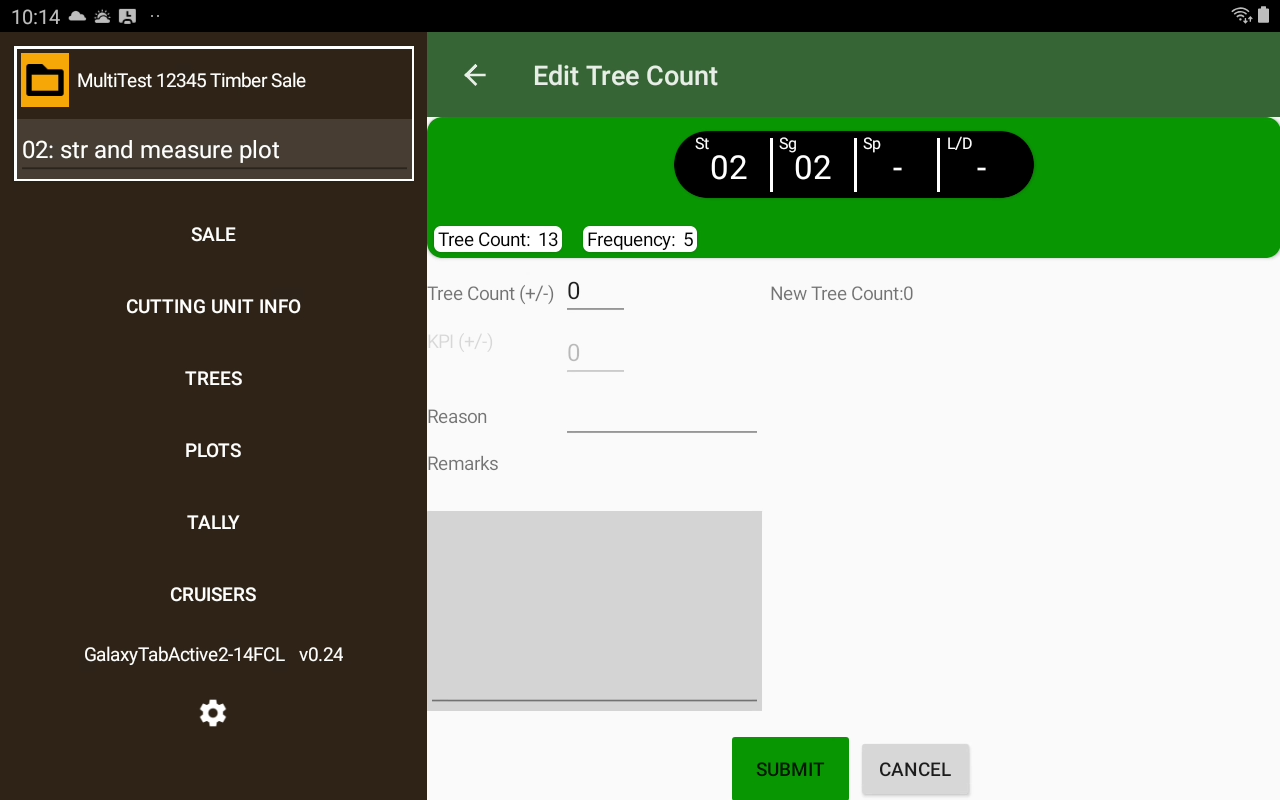 10:14
MultiTest 12345 Timber Sale
02: str and measure plot
SALE
CUTTING UNIT INFO
TREES
PLOTS
TALLY
CRUISERS
GalaxyTabActive2-14FCL v0.24
Edit Tree Count
St Sg Sp L/D
02 02 - -
Tree Count: 13 Frequency: 5
Tree Count (+/-) 0 New Tree Count:0
KPI (+/-) 0
Reason
Remarks
SUBMIT CANCEL